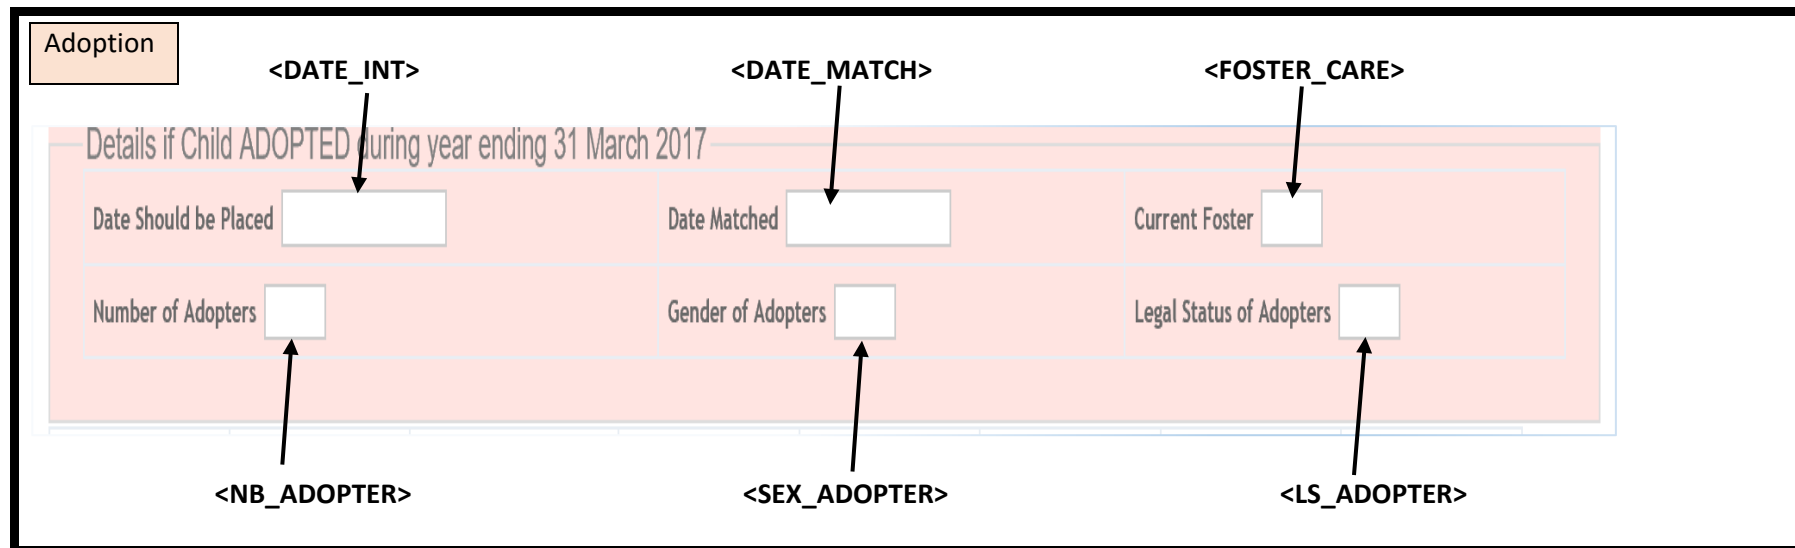 Adoption
<DATE_INT> <DATE_MATCH> <FOSTER_CARE>
Details if Child ADOPTED during year ending 31 March 2017
Date Should be Placed Date Matched Current Foster
Number of Adopters Gender of Adopters Legal Status of Adopters
<NB_ADOPTER> <SEX_ADOPTER> <LS_ADOPTER>